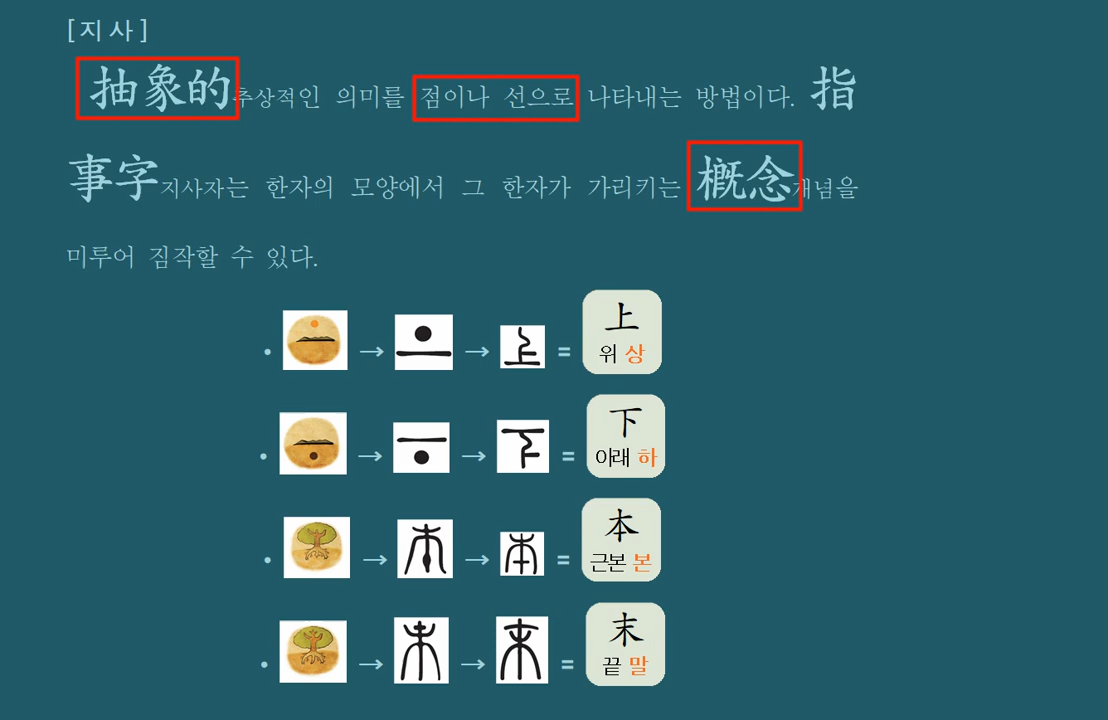 [지사]
抽象的추상적인 의미를 점이나 선으로 나타내는 방법이다. 指
事字지사자는 한자의 모양에서 그 한자가 가리키는 槪念개념을
미루어 짐작할 수 있다.
• → → = 上
위 상
• → → = 下
아래 하
• → → = 本
근본 본
• → → = 末
끝 말